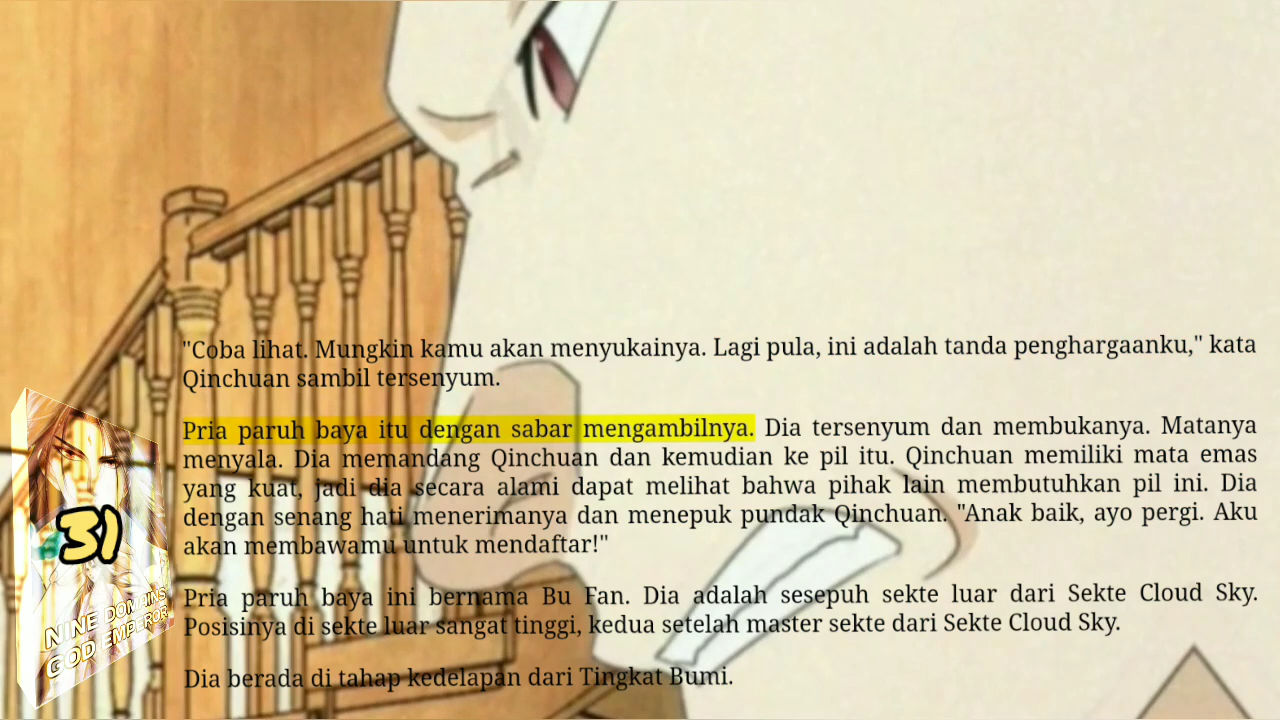 "Coba lihat. Mungkin kamu akan menyukainya. Lagi pula, ini adalah tanda penghargaanku," kata
Qinchuan sambil tersenyum.
Pria paruh baya itu dengan sabar mengambilnya. Dia tersenyum dan membukanya. Matanya
menyala. Dia memandang Qinchuan dan kemudian ke pil itu. Qinchuan memiliki mata emas
yang kuat, jadi dia secara alami dapat melihat bahwa pihak lain membutuhkan pil ini. Dia
dengan senang hati menerimanya dan menepuk pundak Qinchuan. "Anak baik, ayo pergi. Aku
akan membawamu untuk mendaftar!"
Pria paruh baya ini bernama Bu Fan. Dia adalah sesepuh sekte luar dari Sekte Cloud Sky.
Posisinya di sekte luar sangat tinggi, kedua setelah master sekte dari Sekte Cloud Sky.
Dia berada di tahap kedelapan dari Tingkat Bumi.
31
NINE DOMAINS
GOD EMPEROR